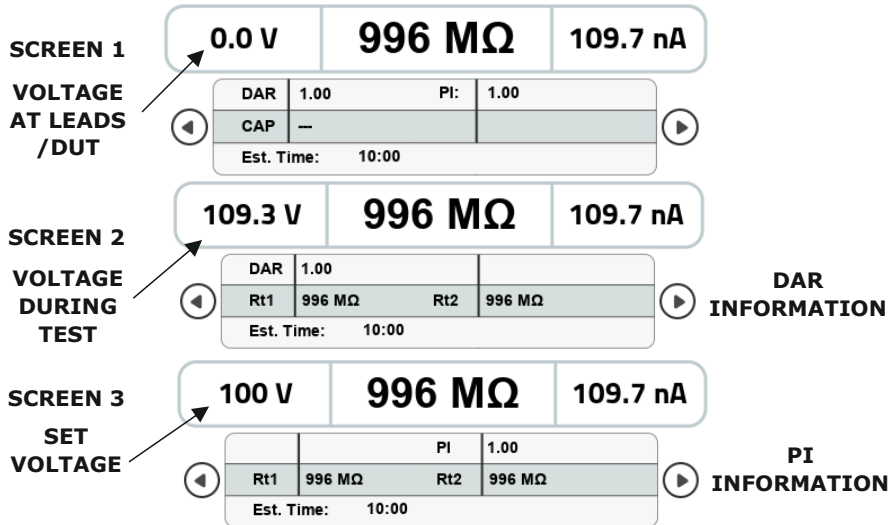 SCREEN 1
VOLTAGE
AT LEADS
/DUT
0.0 V 996 MΩ 109.7 nA
DAR 1.00 PI: 1.00
CAP ---
Est. Time: 10:00
SCREEN 2
VOLTAGE
DURING
TEST
109.3 V 996 MΩ 109.7 nA
DAR 1.00
Rt1 996 MΩ Rt2 996 MΩ
Est. Time: 10:00
DAR
INFORMATION
SCREEN 3
SET
VOLTAGE
100 V 996 MΩ 109.7 nA
PI 1.00
Rt1 996 MΩ Rt2 996 MΩ
Est. Time: 10:00
PI
INFORMATION